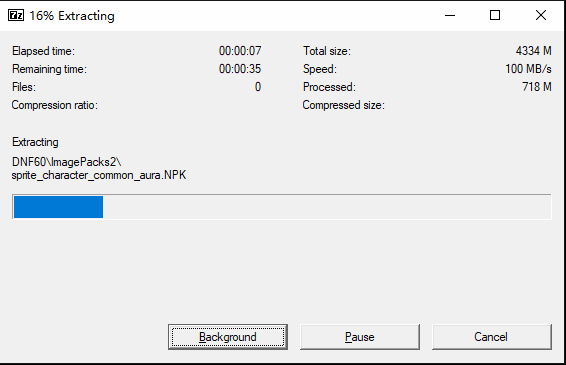 7z 16% Extracting
Elapsed time: 00:00:07 Total size: 4334 M
Remaining time: 00:00:35 Speed: 100 MB/s
Files: 0 Processed: 718 M
Compression ratio: Compressed size:
Extracting
DNF60\ImagePacks2\
sprite_character_common_aura.NPK
Background Pause Cancel